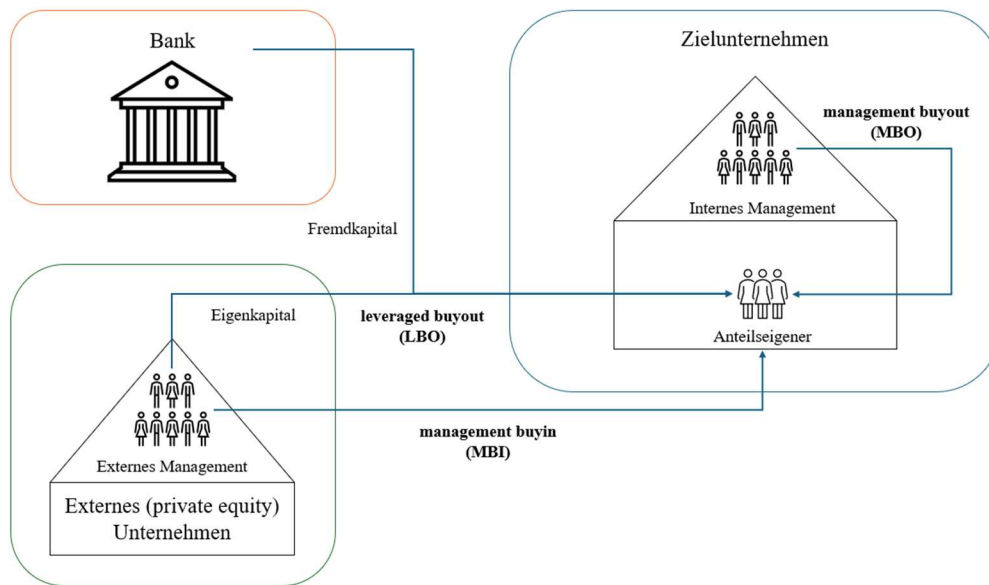 Bank
Zielunternehmen
management buyout
(MBO)
Internes Management
Fremdkapital
Eigenkapital
leveraged buyout
(LBO)
Anteilseigener
management buyin
(MBI)
Externes Management
Externes (private equity)
Unternehmen